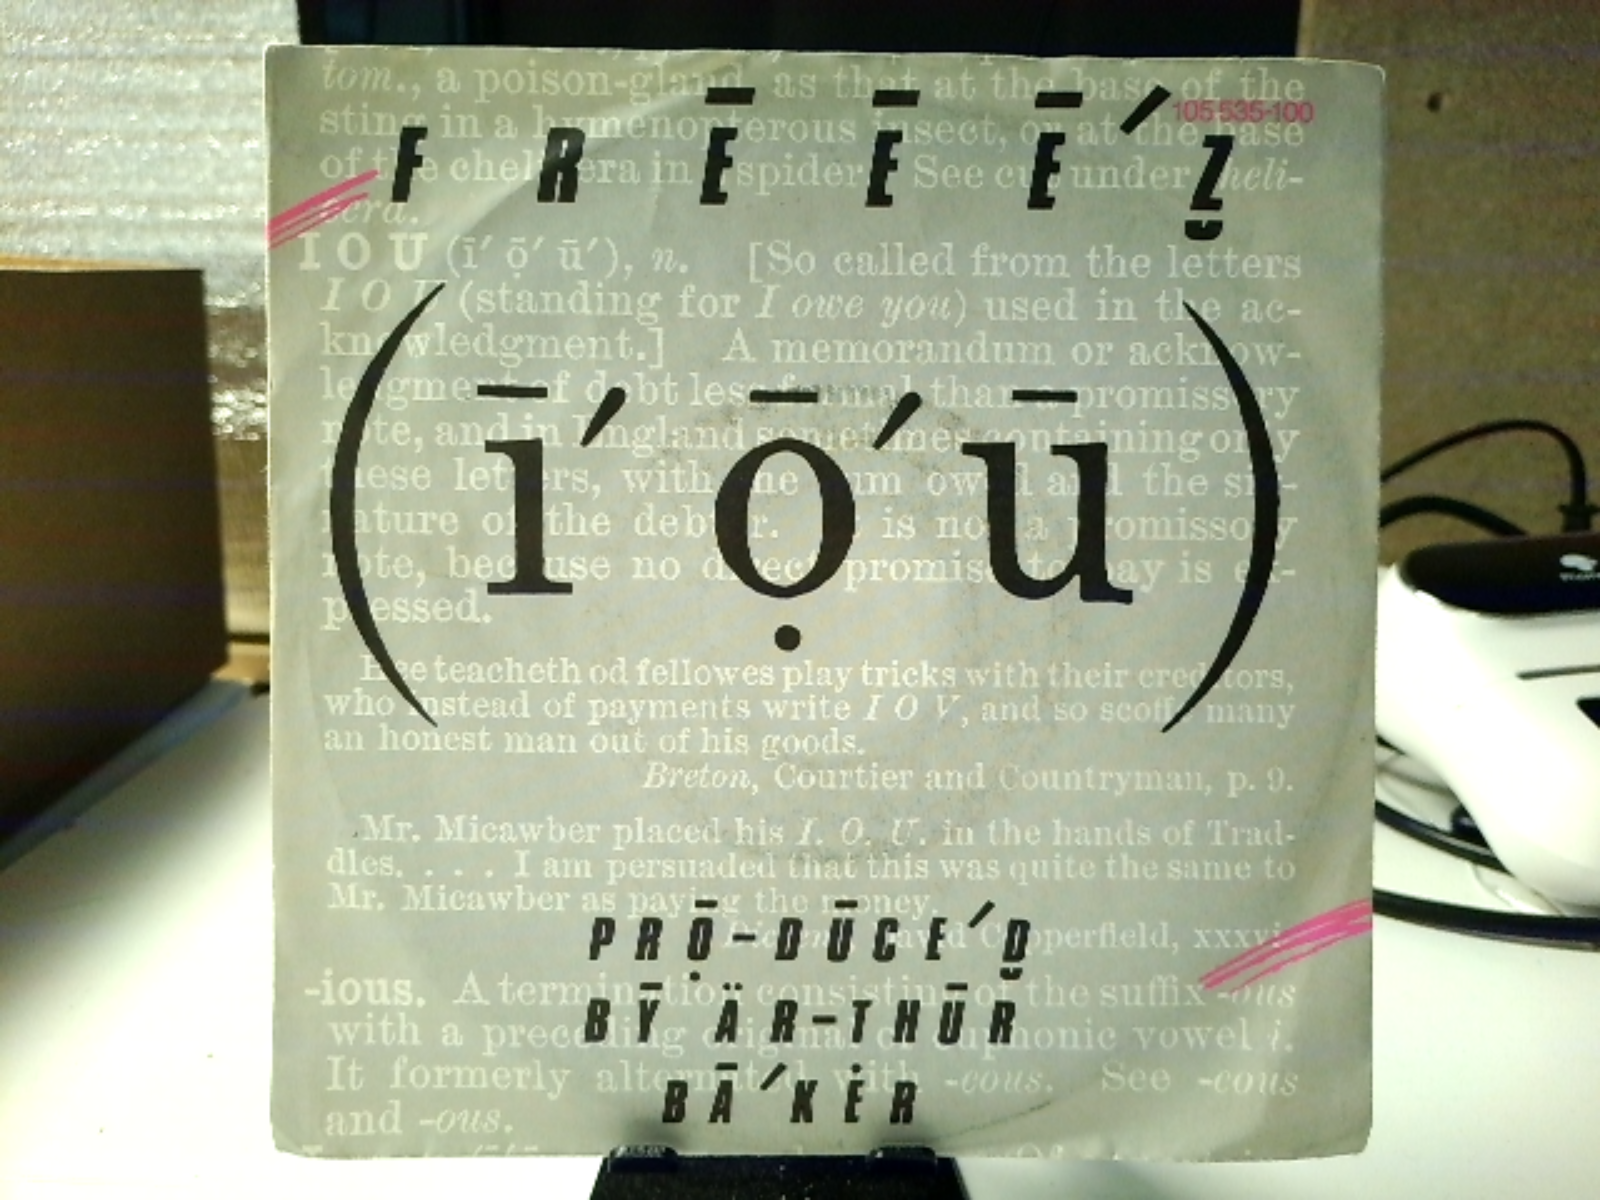 tom., a poison-gland, as that at the base of the
105 535-100
sting in a hymenopterous insect, or at the base
F R Ē Ē Ē ́ Z̮
of the chelicera in spider. See cut under cheli-
cera.
I O U (ī′ ọ̄′ ū′), n. [So called from the letters
I O U (standing for I owe you) used in the ac-
knowledgment.] A memorandum or acknow-
ledgment of debt less formal than a promissory
note, and in England sometimes containing only
these letters, with the sum owed and the sig-
nature of the debtor. It is not a promissory
note, because no direct promise to pay is ex-
pressed.
(ī′ ọ̄′ ū)
Hee teacheth od fellowes play tricks with their creditors,
who instead of payments write I O V, and so scoff many
an honest man out of his goods.
Breton, Courtier and Countryman, p. 9.
Mr. Micawber placed his I. O. U. in the hands of Trad-
dles. . . . I am persuaded that this was quite the same to
Mr. Micawber as paying the money.
David Copperfield, xxxvi.
PRỌ̄-DŪCE′D̮
-ious. A termination consisting of the suffix -ous
BȲ ÄR-THŪR
with a preceding original or euphonic vowel i.
It formerly alternated with -eous. See -eous
BĀ′KĖR
and -ous.